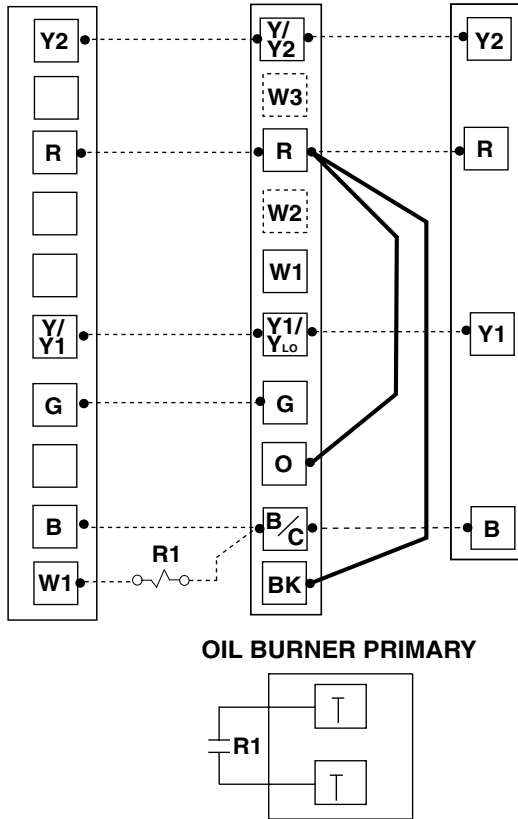 Y2
Y/
Y2
Y2
W3
R
R
R
W2
W1
Y/
Y1
Y1/
YLO
Y1
G
G
O
B
B/C
B
R1
W1
BK
OIL BURNER PRIMARY
T
R1
T